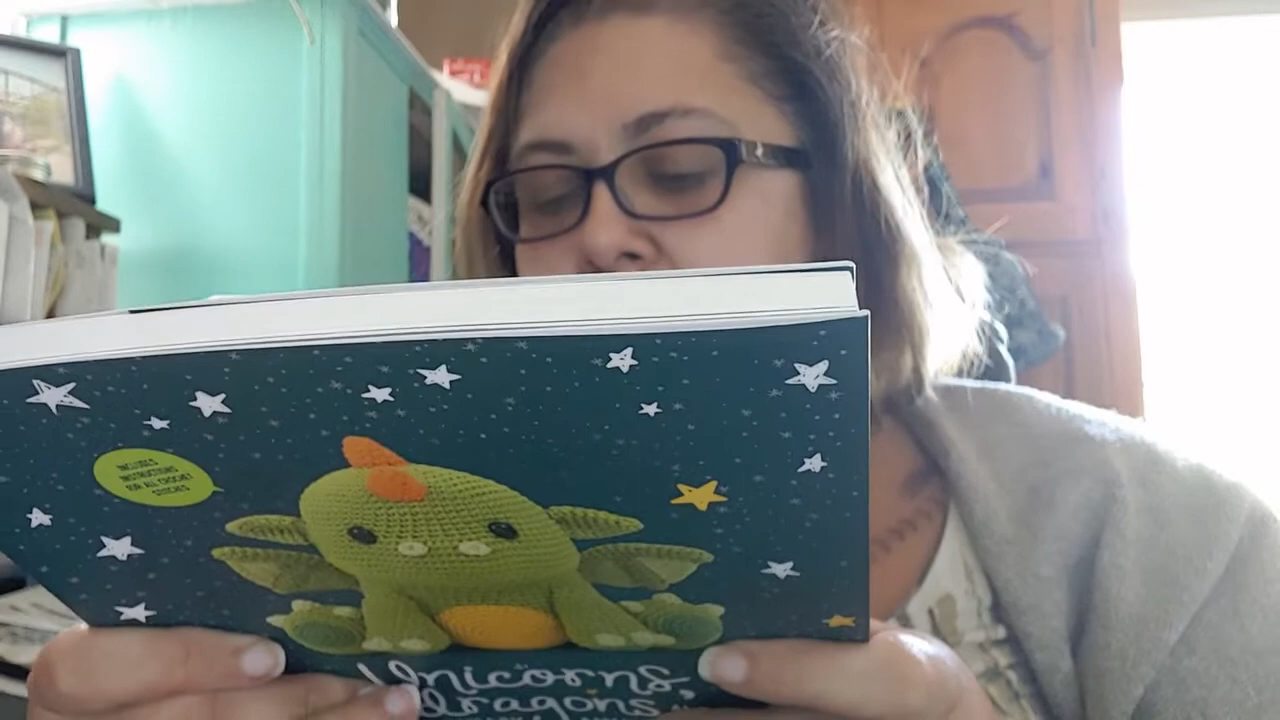 INCLUDES
INSTRUCTIONS
FOR ALL CROCHET
STITCHES
Unicorns,
dragons